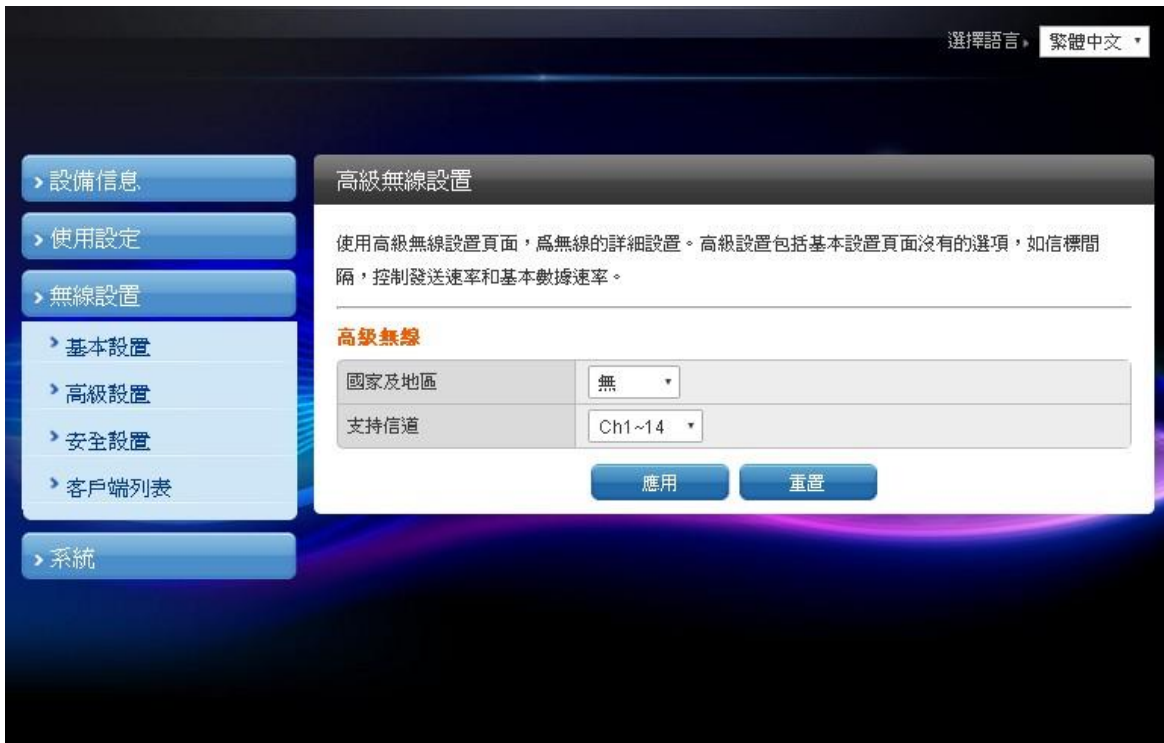 選擇語言
繁體中文
設備信息
使用設定
無線設置
基本設置
高級設置
安全設置
客戶端列表
系統
高級無線設置
使用高級無線設置頁面，爲無線的詳細設置。高級設置包括基本設置頁面沒有的選項，如信標間
隔，控制發送速率和基本數據速率。
高級無線
國家及地區 無
支持信道 Ch1~14
應用 重置